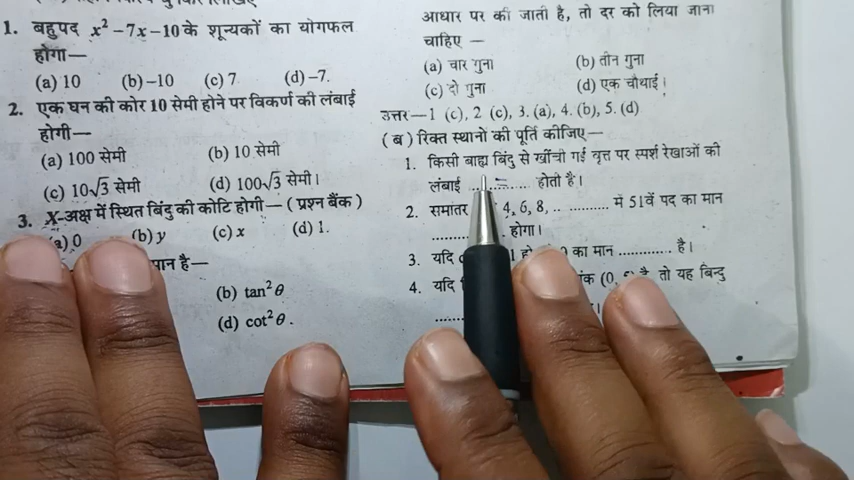 1. बहुपद x² – 7x – 10 के शून्यकों का योगफल
होगा—
(a) 10 (b) –10 (c) 7 (d) –7.
2. एक घन की कोर 10 सेमी होने पर विकर्ण की लंबाई
होगी—
(a) 100 सेमी (b) 10 सेमी
(c) 10√3 सेमी (d) 100√3 सेमी।
3. X-अक्ष में स्थित बिंदु की कोटि होगी— ( प्रश्न बैंक )
(a) 0 (b) y (c) x (d) 1.
मान है—
(b) tan²θ
(d) cot²θ.
आधार पर की जाती है, तो दर को लिया जाना
चाहिए —
(a) चार गुना (b) तीन गुना
(c) दो गुना (d) एक चौथाई।
उत्तर—1 (c), 2 (c), 3. (a), 4. (b), 5. (d)
( ब ) रिक्त स्थानों की पूर्ति कीजिए—
1. किसी बाह्य बिंदु से खींची गई वृत्त पर स्पर्श रेखाओं की
लंबाई ............ होती है।
2. समांतर 4, 6, 8, .. ............ में 51वें पद का मान
............ होगा।
3. यदि का मान ............ है।
4. यदि (0, तो यह बिन्दु